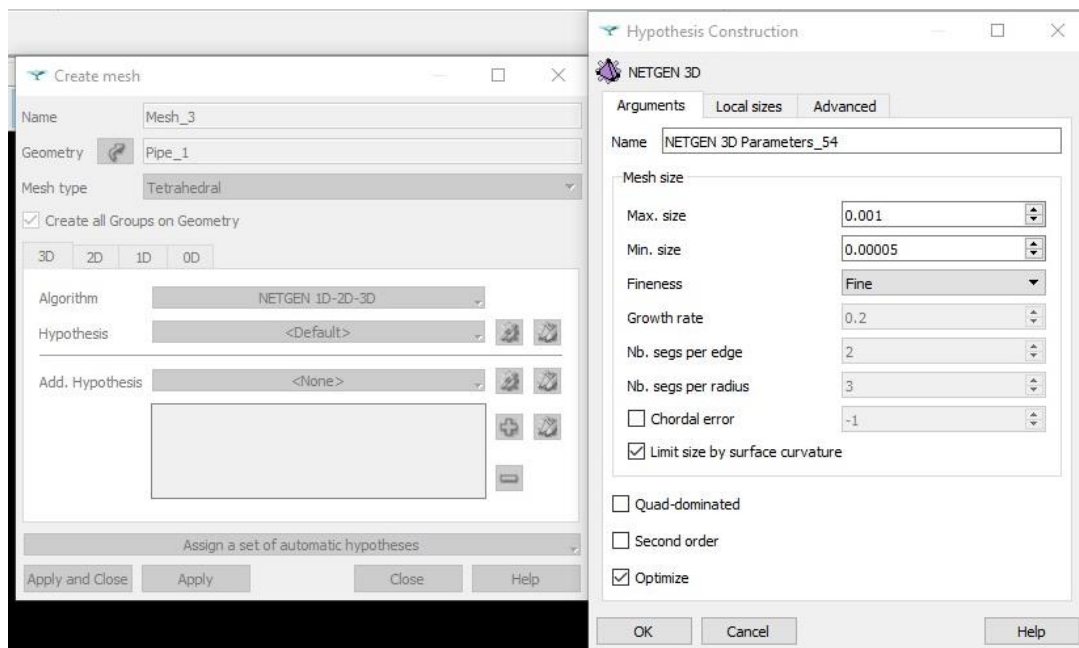 Create mesh
Name Mesh_3
Geometry Pipe_1
Mesh type Tetrahedral
Create all Groups on Geometry
3D 2D 1D 0D
Algorithm NETGEN 1D-2D-3D
Hypothesis <Default>
Add. Hypothesis <None>
Assign a set of automatic hypotheses
Apply and Close Apply Close Help
Hypothesis Construction
NETGEN 3D
Arguments Local sizes Advanced
Name NETGEN 3D Parameters_54
Mesh size
Max. size 0.001
Min. size 0.00005
Fineness Fine
Growth rate 0.2
Nb. segs per edge 2
Nb. segs per radius 3
Chordal error -1
Limit size by surface curvature
Quad-dominated
Second order
Optimize
OK Cancel Help